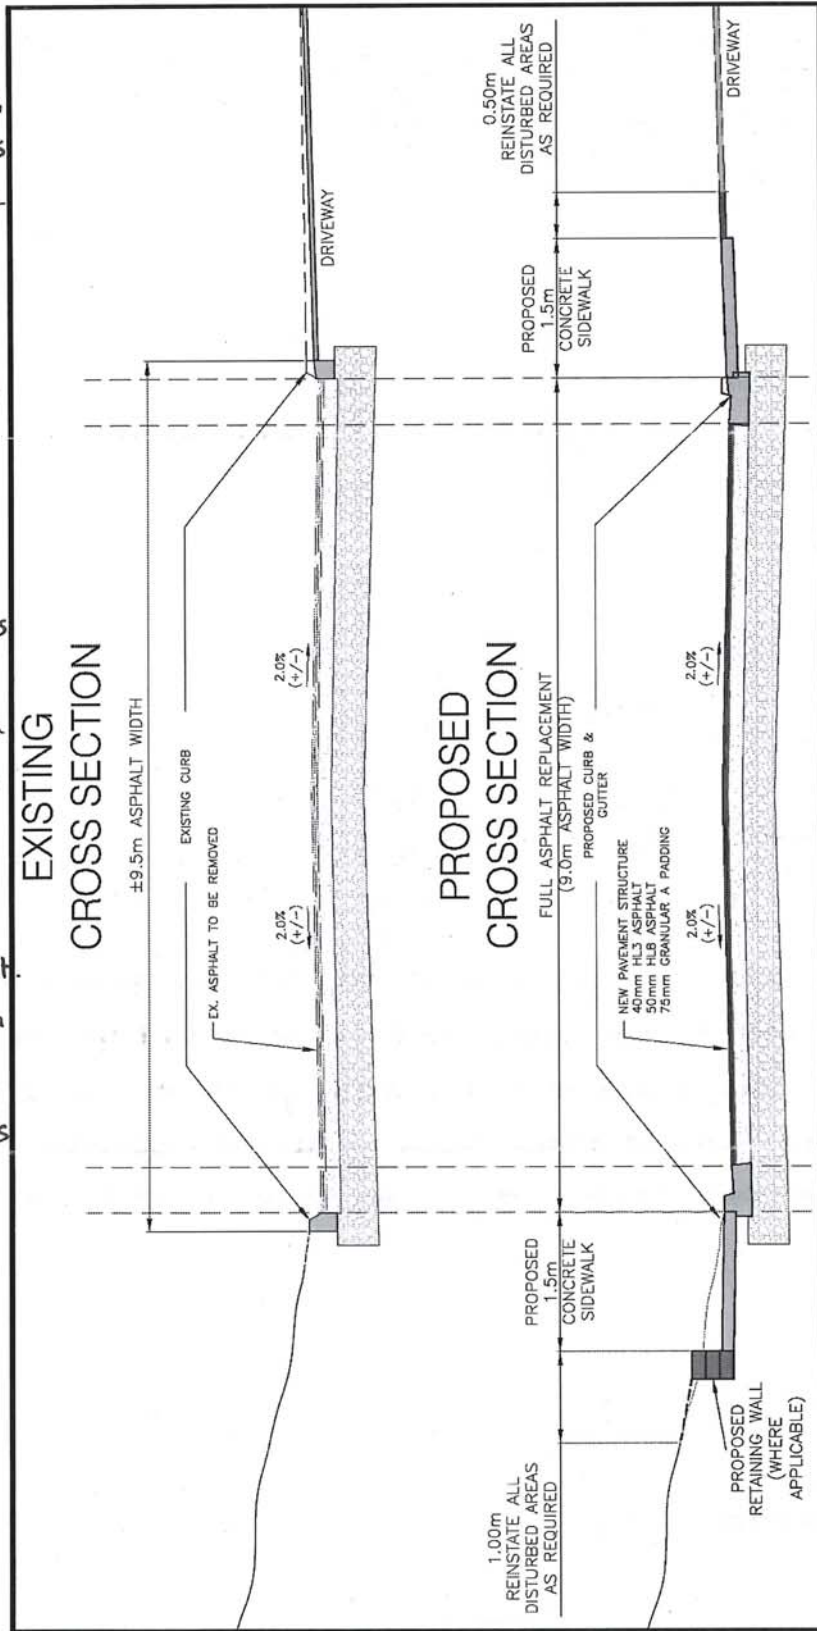 EXISTING
CROSS SECTION
±9.5m ASPHALT WIDTH
EXISTING CURB
EX. ASPHALT TO BE REMOVED
2.0%
(+/-)
2.0%
(+/-)
DRIVEWAY
PROPOSED
CROSS SECTION
1.00m
REINSTATE ALL
DISTURBED AREAS
AS REQUIRED
PROPOSED
1.5m
CONCRETE
SIDEWALK
FULL ASPHALT REPLACEMENT
(9.0m ASPHALT WIDTH)
PROPOSED CURB &
GUTTER
PROPOSED
1.5m
CONCRETE
SIDEWALK
0.50m
REINSTATE ALL
DISTURBED AREAS
AS REQUIRED
NEW PAVEMENT STRUCTURE
40mm HL3 ASPHALT
50mm HL8 ASPHALT
75mm GRANULAR A PADDING
2.0%
(+/-)
2.0%
(+/-)
DRIVEWAY
PROPOSED
RETAINING WALL
(WHERE
APPLICABLE)